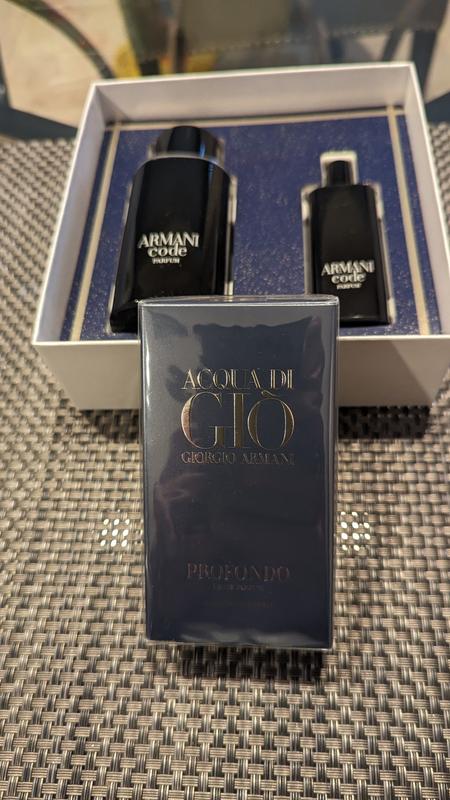 ARMANI
code
PARFUM
ARMANI
code
PARFUM
ACQUA DI
GIÒ
GIORGIO ARMANI
PROFONDO